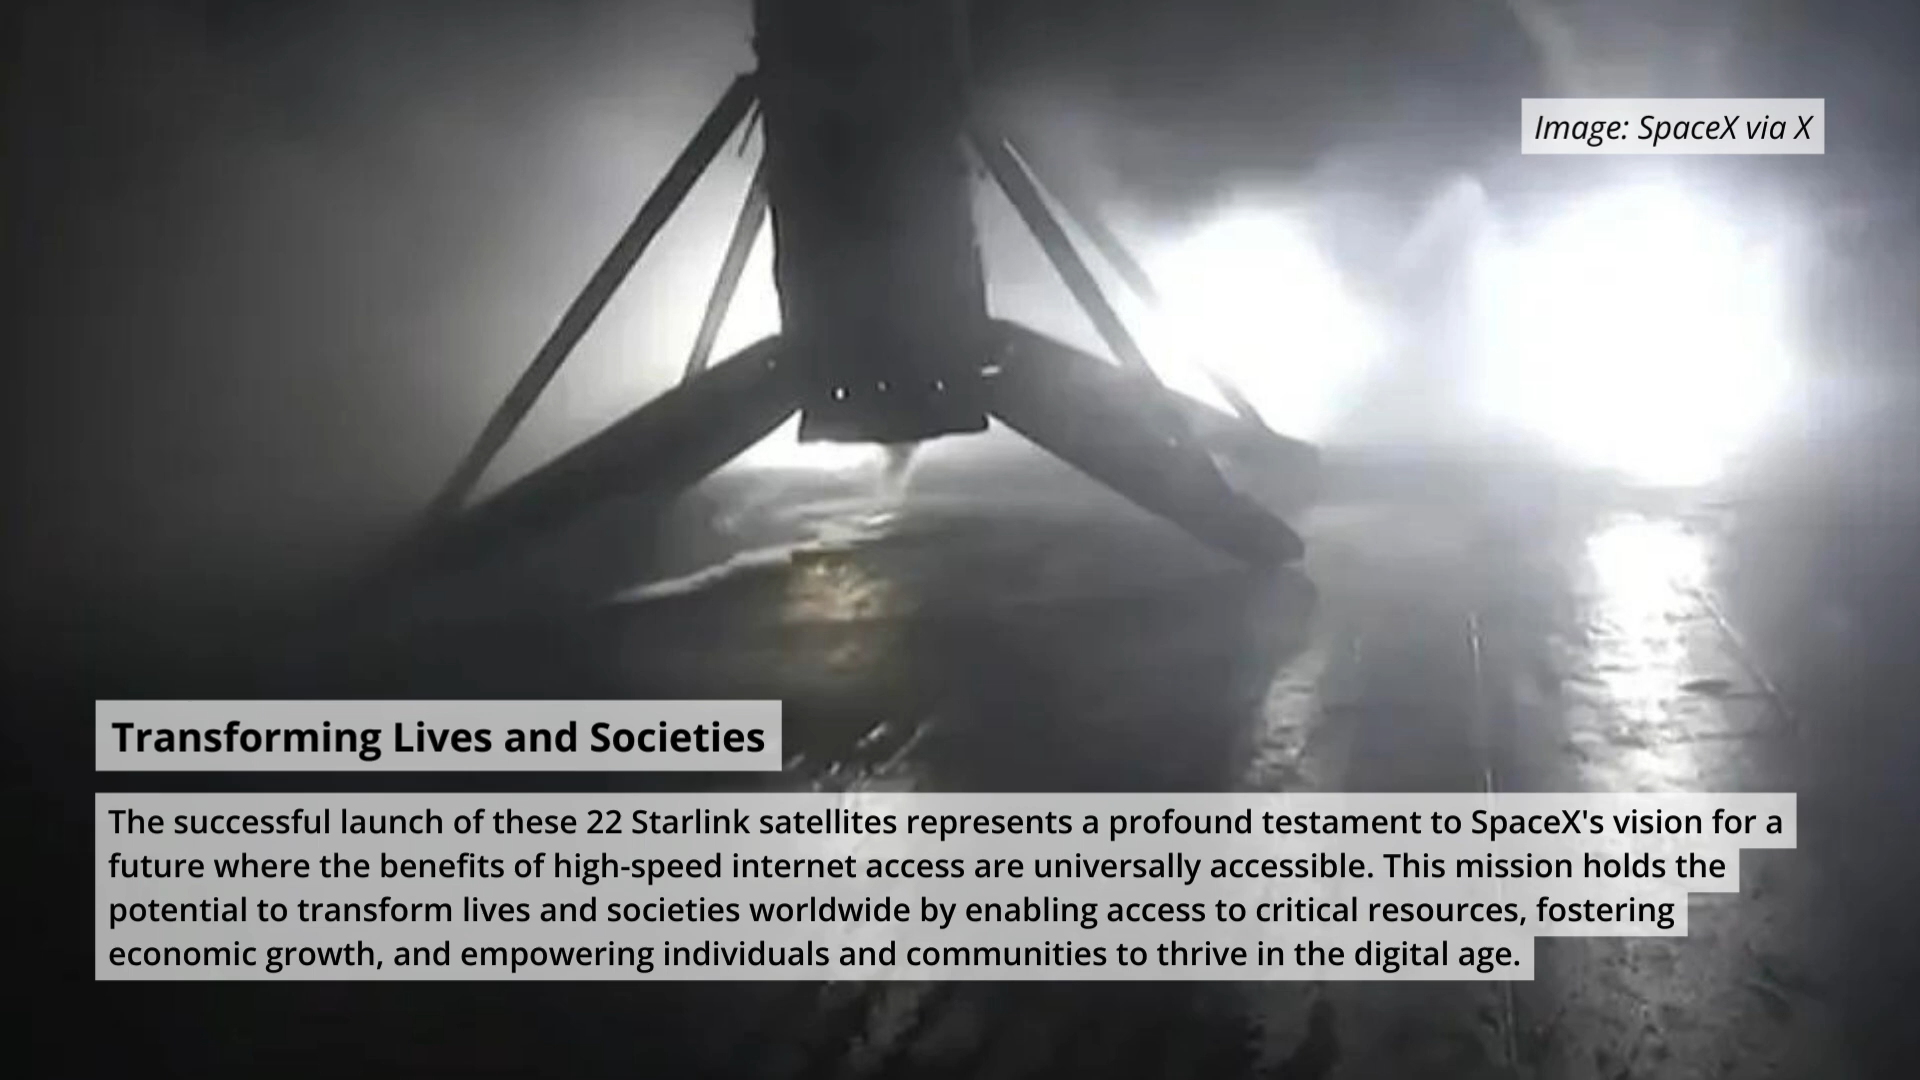 Image: SpaceX via X
Transforming Lives and Societies
The successful launch of these 22 Starlink satellites represents a profound testament to SpaceX's vision for a
future where the benefits of high-speed internet access are universally accessible. This mission holds the
potential to transform lives and societies worldwide by enabling access to critical resources, fostering
economic growth, and empowering individuals and communities to thrive in the digital age.